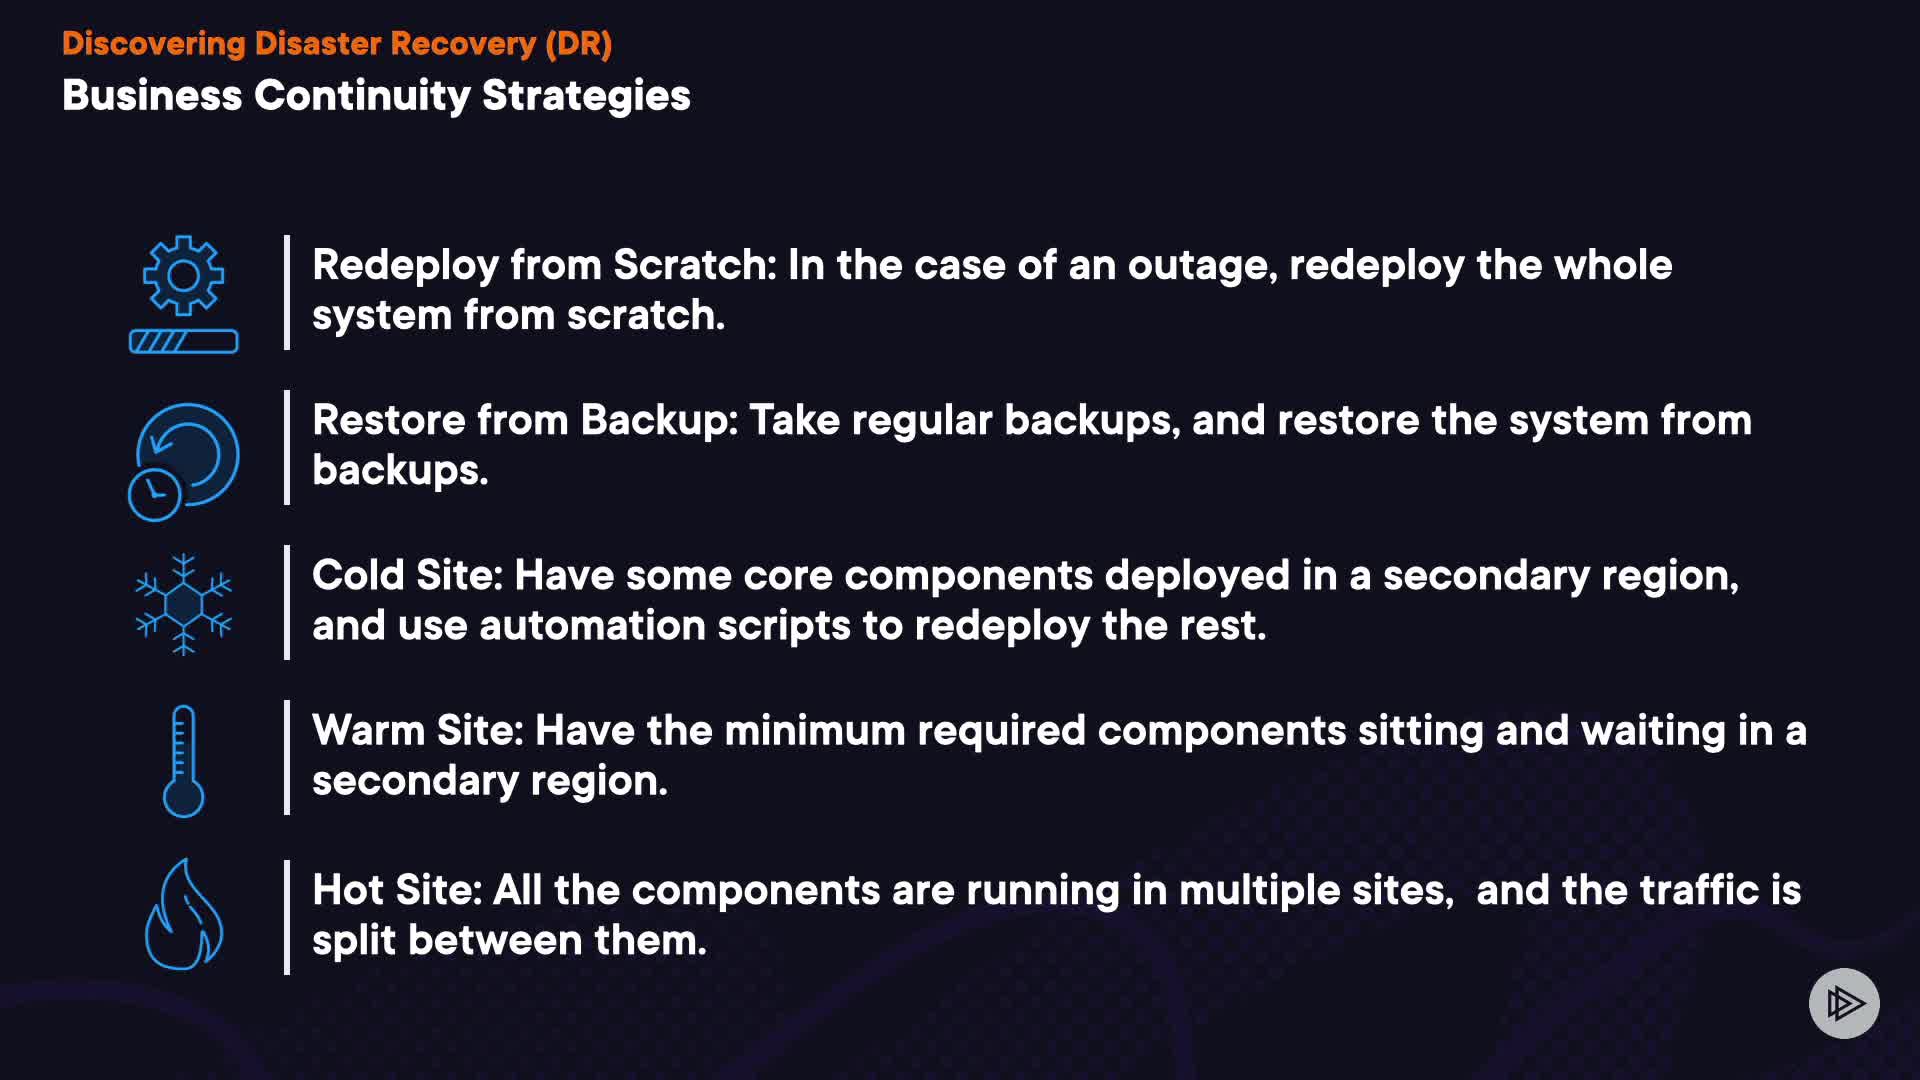 Discovering Disaster Recovery (DR)
Business Continuity Strategies
Redeploy from Scratch: In the case of an outage, redeploy the whole
system from scratch.
Restore from Backup: Take regular backups, and restore the system from
backups.
Cold Site: Have some core components deployed in a secondary region,
and use automation scripts to redeploy the rest.
Warm Site: Have the minimum required components sitting and waiting in a
secondary region.
Hot Site: All the components are running in multiple sites,  and the traffic is
split between them.